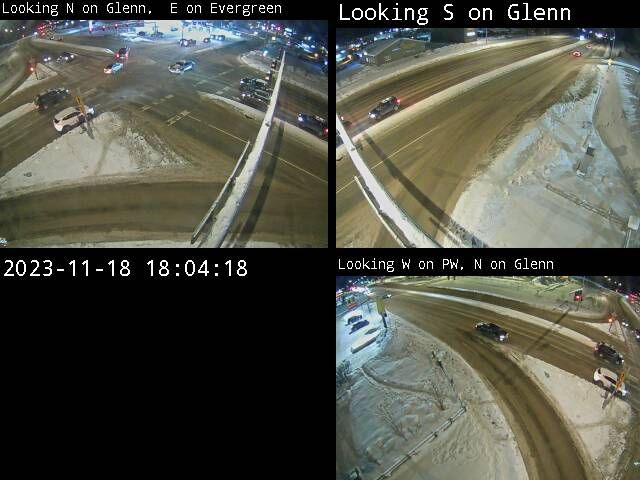 Looking N on Glenn,  E on Evergreen
Looking S on Glenn
2023-11-18 18:04:18
Looking W on PW, N on Glenn